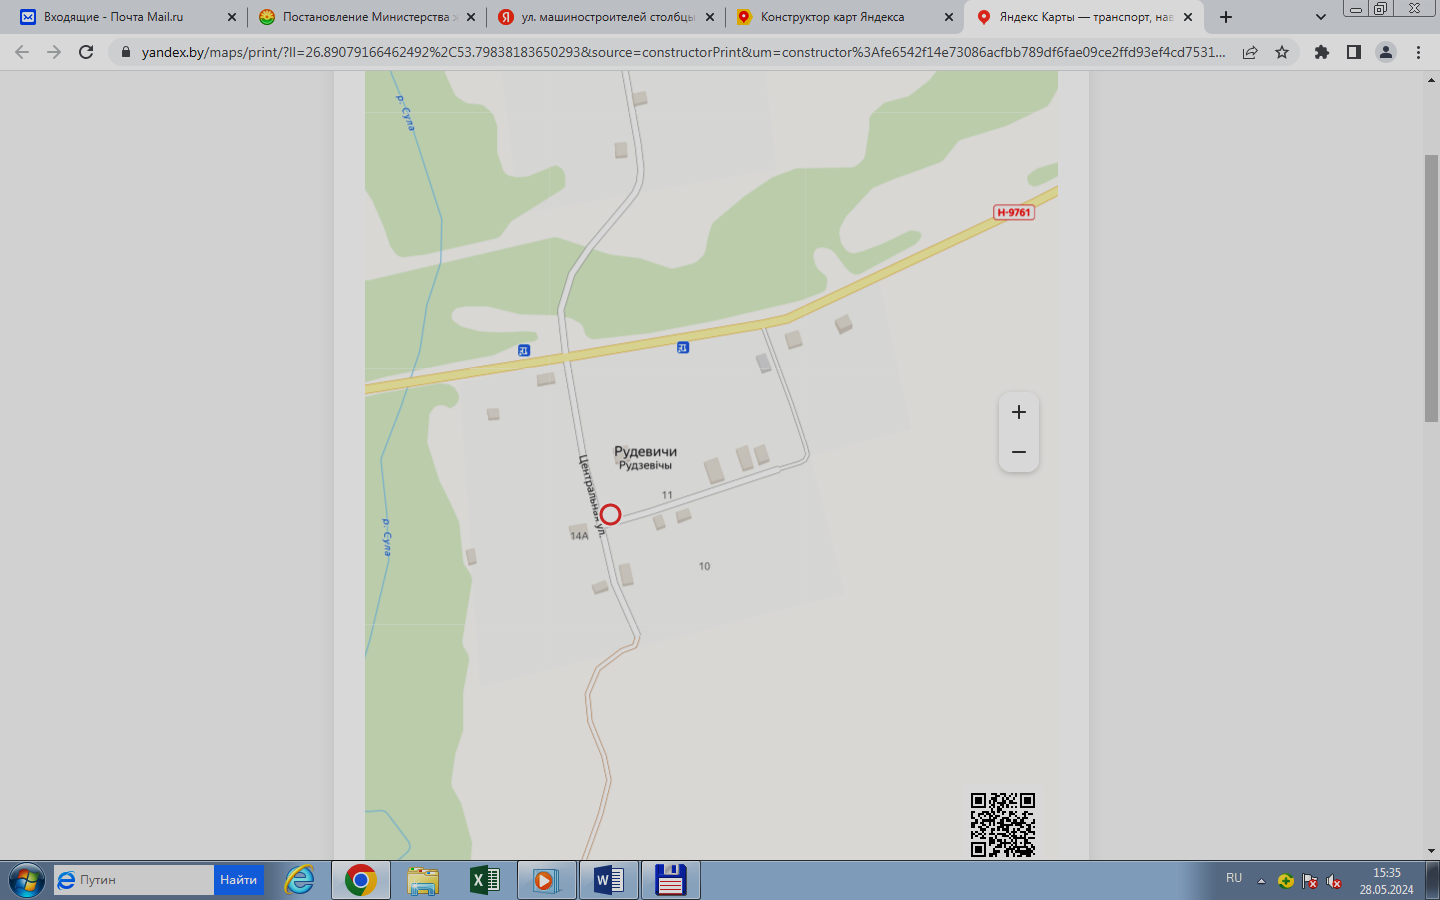 Входящие - Почта Mail.ru
Постановление Министерства ж
ул. машиностроителей столбцы
Конструктор карт Яндекса
Яндекс Карты — транспорт, нав
yandex.by/maps/print/?ll=26.89079166462492%2C53.79838183650293&source=constructorPrint&um=constructor%3Afe6542f14e73086acfbb789df6fae09ce2ffd93ef4cd7531...
р. Сула
Н-9761
Рудевичи
Рудзевічы
Центральная ул.
11
14А
10
р. Сула
+
−
Путин
Найти
RU
15:35
28.05.2024